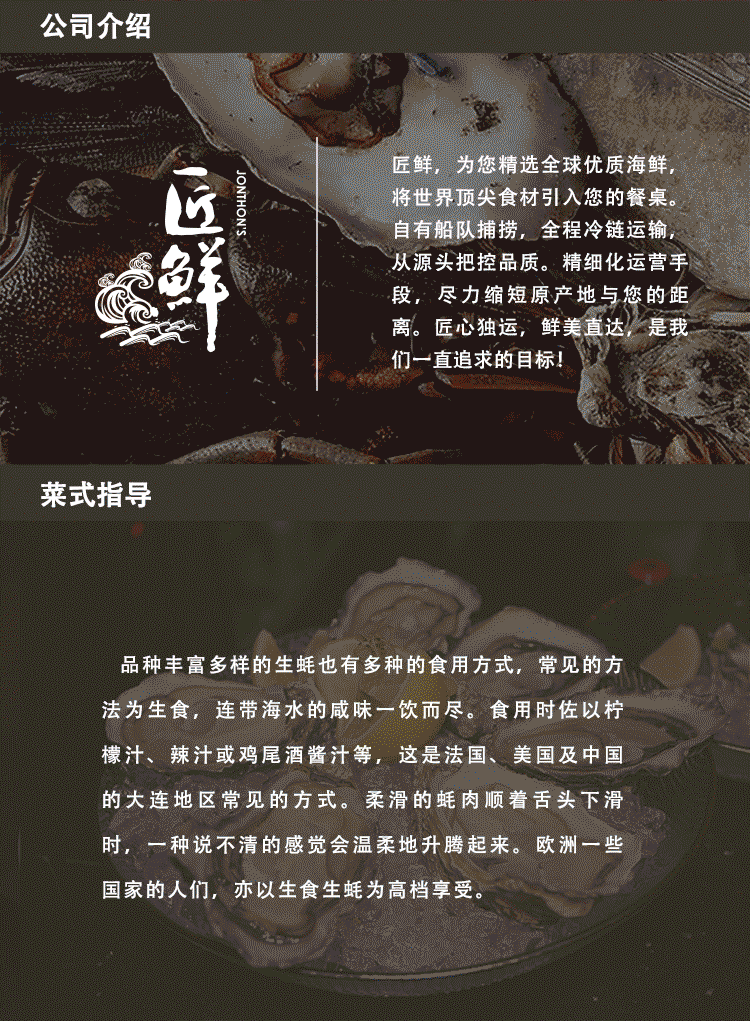 公司介绍
匠鲜
JONTHON'S
匠鲜，为您精选全球优质海鲜，
将世界顶尖食材引入您的餐桌。
自有船队捕捞，全程冷链运输，
从源头把控品质。精细化运营手
段，尽力缩短原产地与您的距
离。匠心独运，鲜美直达，是我
们一直追求的目标！
菜式指导
品种丰富多样的生蚝也有多种的食用方式，常见的方
法为生食，连带海水的咸味一饮而尽。食用时佐以柠
檬汁、辣汁或鸡尾酒酱汁等，这是法国、美国及中国
的大连地区常见的方式。柔滑的蚝肉顺着舌头下滑
时，一种说不清的感觉会温柔地升腾起来。欧洲一些
国家的人们，亦以生食生蚝为高档享受。